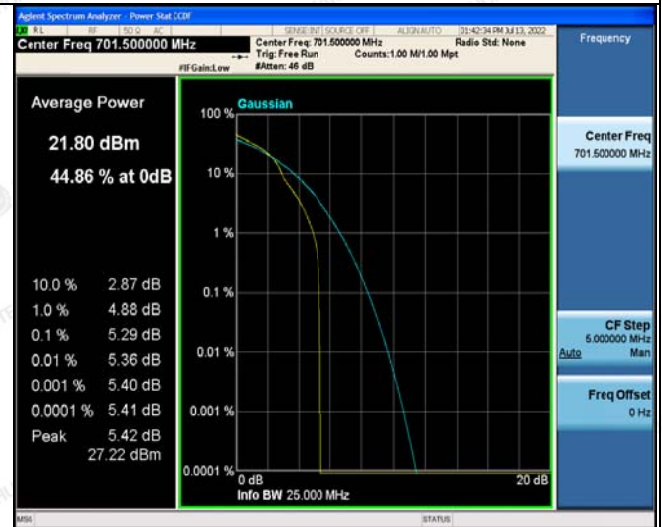 Agilent Spectrum Analyzer - Power Stat CCDF
RL RF 50 Ω AC SENSE:INT SOURCE OFF ALIGN AUTO 01:42:34 PM Jul 13, 2022
Center Freq 701.500000 MHz
Center Freq: 701.500000 MHz Radio Std: None
Trig: Free Run Counts:1.00 M/1.00 Mpt
#IFGain:Low #Atten: 46 dB
Frequency
Average Power
21.80 dBm
44.86 % at 0dB
10.0 % 2.87 dB
1.0 % 4.88 dB
0.1 % 5.29 dB
0.01 % 5.36 dB
0.001 % 5.40 dB
0.0001 % 5.41 dB
Peak 5.42 dB
27.22 dBm
Gaussian
100 %
10 %
1 %
0.1 %
0.01 %
0.001 %
0.0001 %
0 dB 20 dB
Info BW 25.000 MHz
Center Freq
701.500000 MHz
CF Step
5.000000 MHz
Auto Man
Freq Offset
0 Hz
MSG STATUS